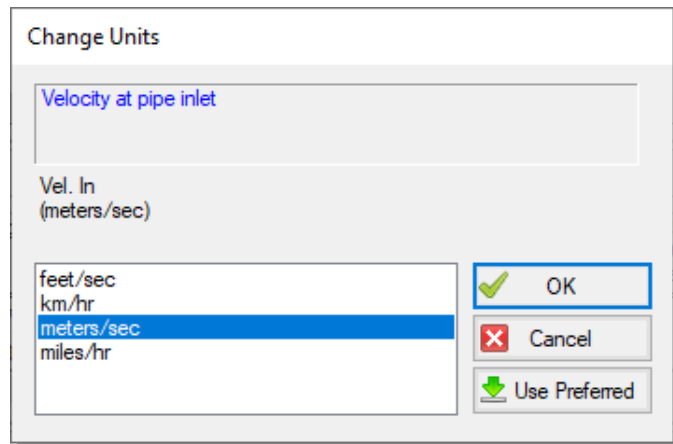 Change Units
Velocity at pipe inlet
Vel. In
(meters/sec)
feet/sec
km/hr
meters/sec
miles/hr
OK
Cancel
Use Preferred